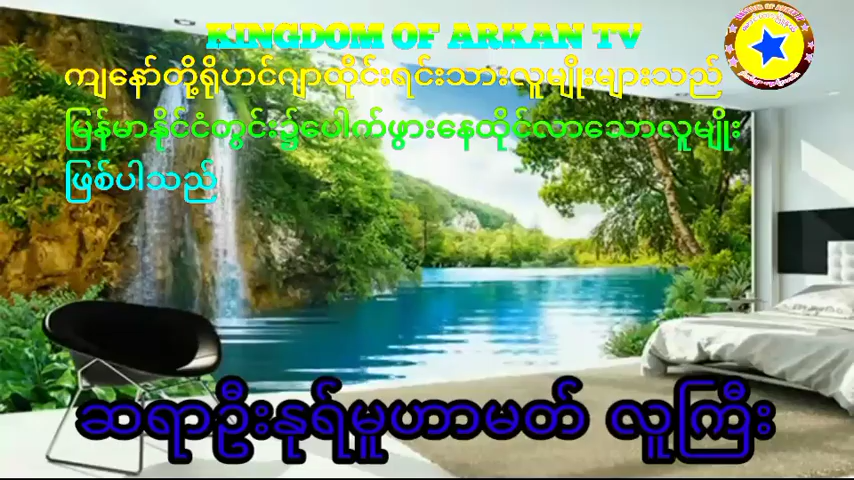 KINGDOM OF ARKAN TV
ကျနော်တို့ရိုဟင်ဂျာထိုင်းရင်းသားလူမျိုးများသည်
မြန်မာနိုင်ငံတွင်း၌ပေါက်ဖွားနေထိုင်လာသောလူမျိုး
ဖြစ်ပါသည်
ဆရာဦးနုရ်မူဟာမတ် လူကြီး